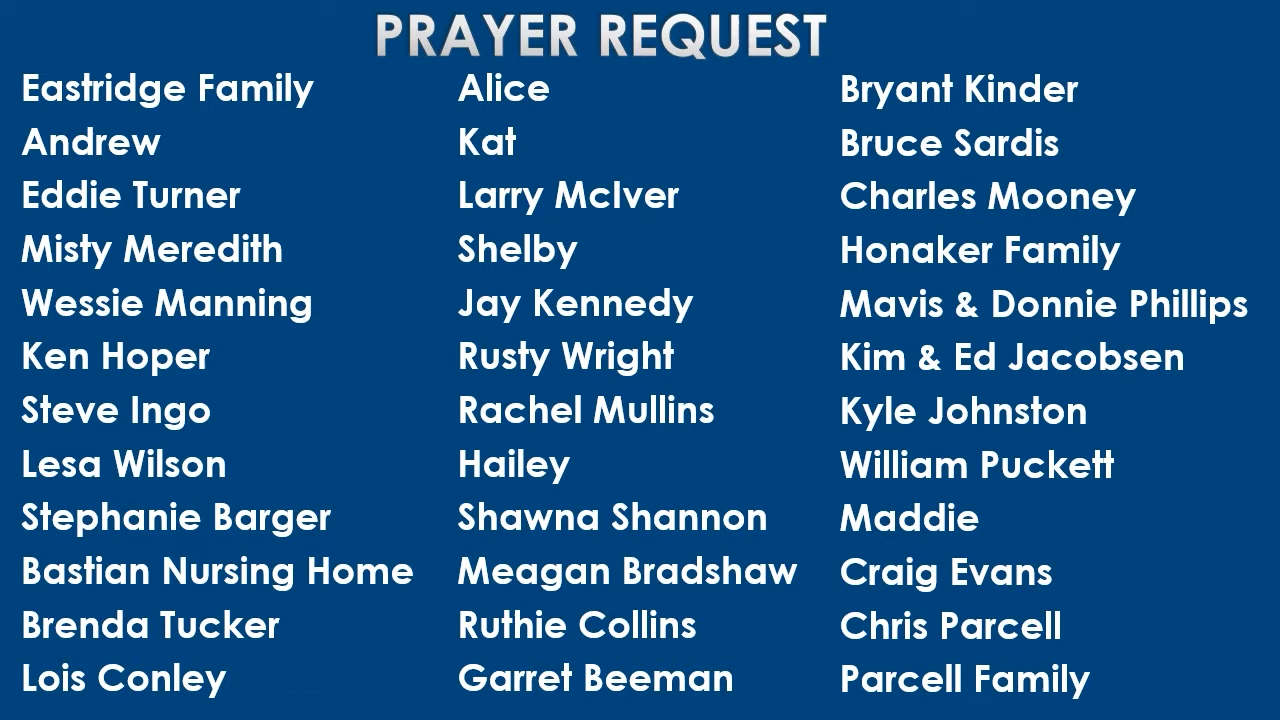 PRAYER REQUEST
Eastridge Family
Andrew
Eddie Turner
Misty Meredith
Wessie Manning
Ken Hoper
Steve Ingo
Lesa Wilson
Stephanie Barger
Bastian Nursing Home
Brenda Tucker
Lois Conley
Alice
Kat
Larry McIver
Shelby
Jay Kennedy
Rusty Wright
Rachel Mullins
Hailey
Shawna Shannon
Meagan Bradshaw
Ruthie Collins
Garret Beeman
Bryant Kinder
Bruce Sardis
Charles Mooney
Honaker Family
Mavis & Donnie Phillips
Kim & Ed Jacobsen
Kyle Johnston
William Puckett
Maddie
Craig Evans
Chris Parcell
Parcell Family